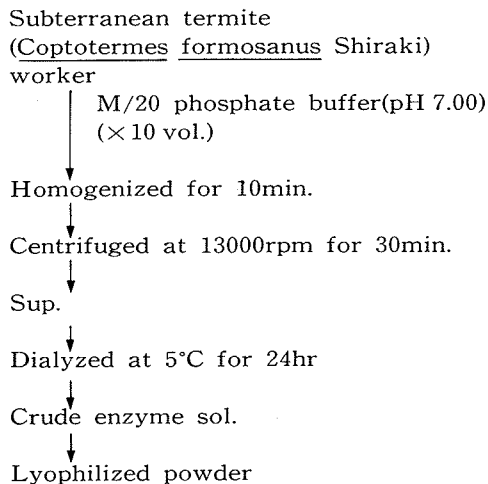 Subterranean termite
(Coptotermes formosanus Shiraki)
worker
M/20 phosphate buffer(pH 7.00)
(×10 vol.)
Homogenized for 10min.
Centrifuged at 13000rpm for 30min.
Sup.
Dialyzed at 5°C for 24hr
Crude enzyme sol.
Lyophilized powder